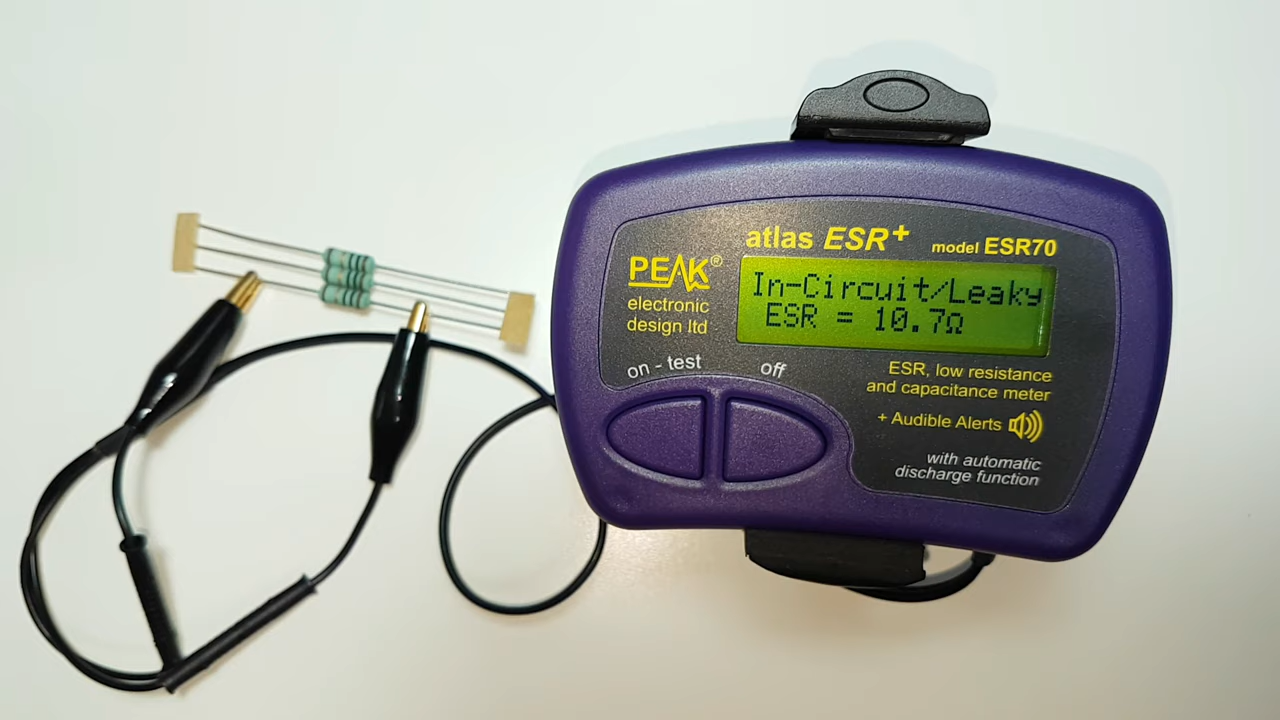 atlas ESR+ model ESR70
PEAK®
electronic
design ltd
In-Circuit/Leaky
ESR = 10.7Ω
on - test
off
ESR, low resistance
and capacitance meter
+ Audible Alerts
with automatic
discharge function